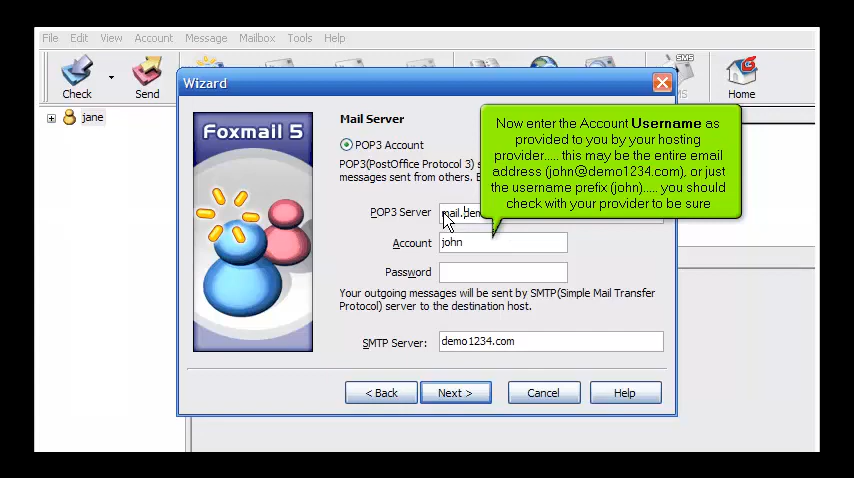 File Edit View Account Message Mailbox Tools Help
Check Send Home
jane
Wizard
Foxmail 5
Mail Server
POP3 Account
POP3(PostOffice Protocol 3)
messages sent from others.
Now enter the Account Username as
provided to you by your hosting
provider..... this may be the entire email
address (john@demo1234.com), or just
the username prefix (john)..... you should
check with your provider to be sure
POP3 Server
Account john
Password
Your outgoing messages will be sent by SMTP(Simple Mail Transfer
Protocol) server to the destination host.
SMTP Server: demo1234.com
< Back Next > Cancel Help